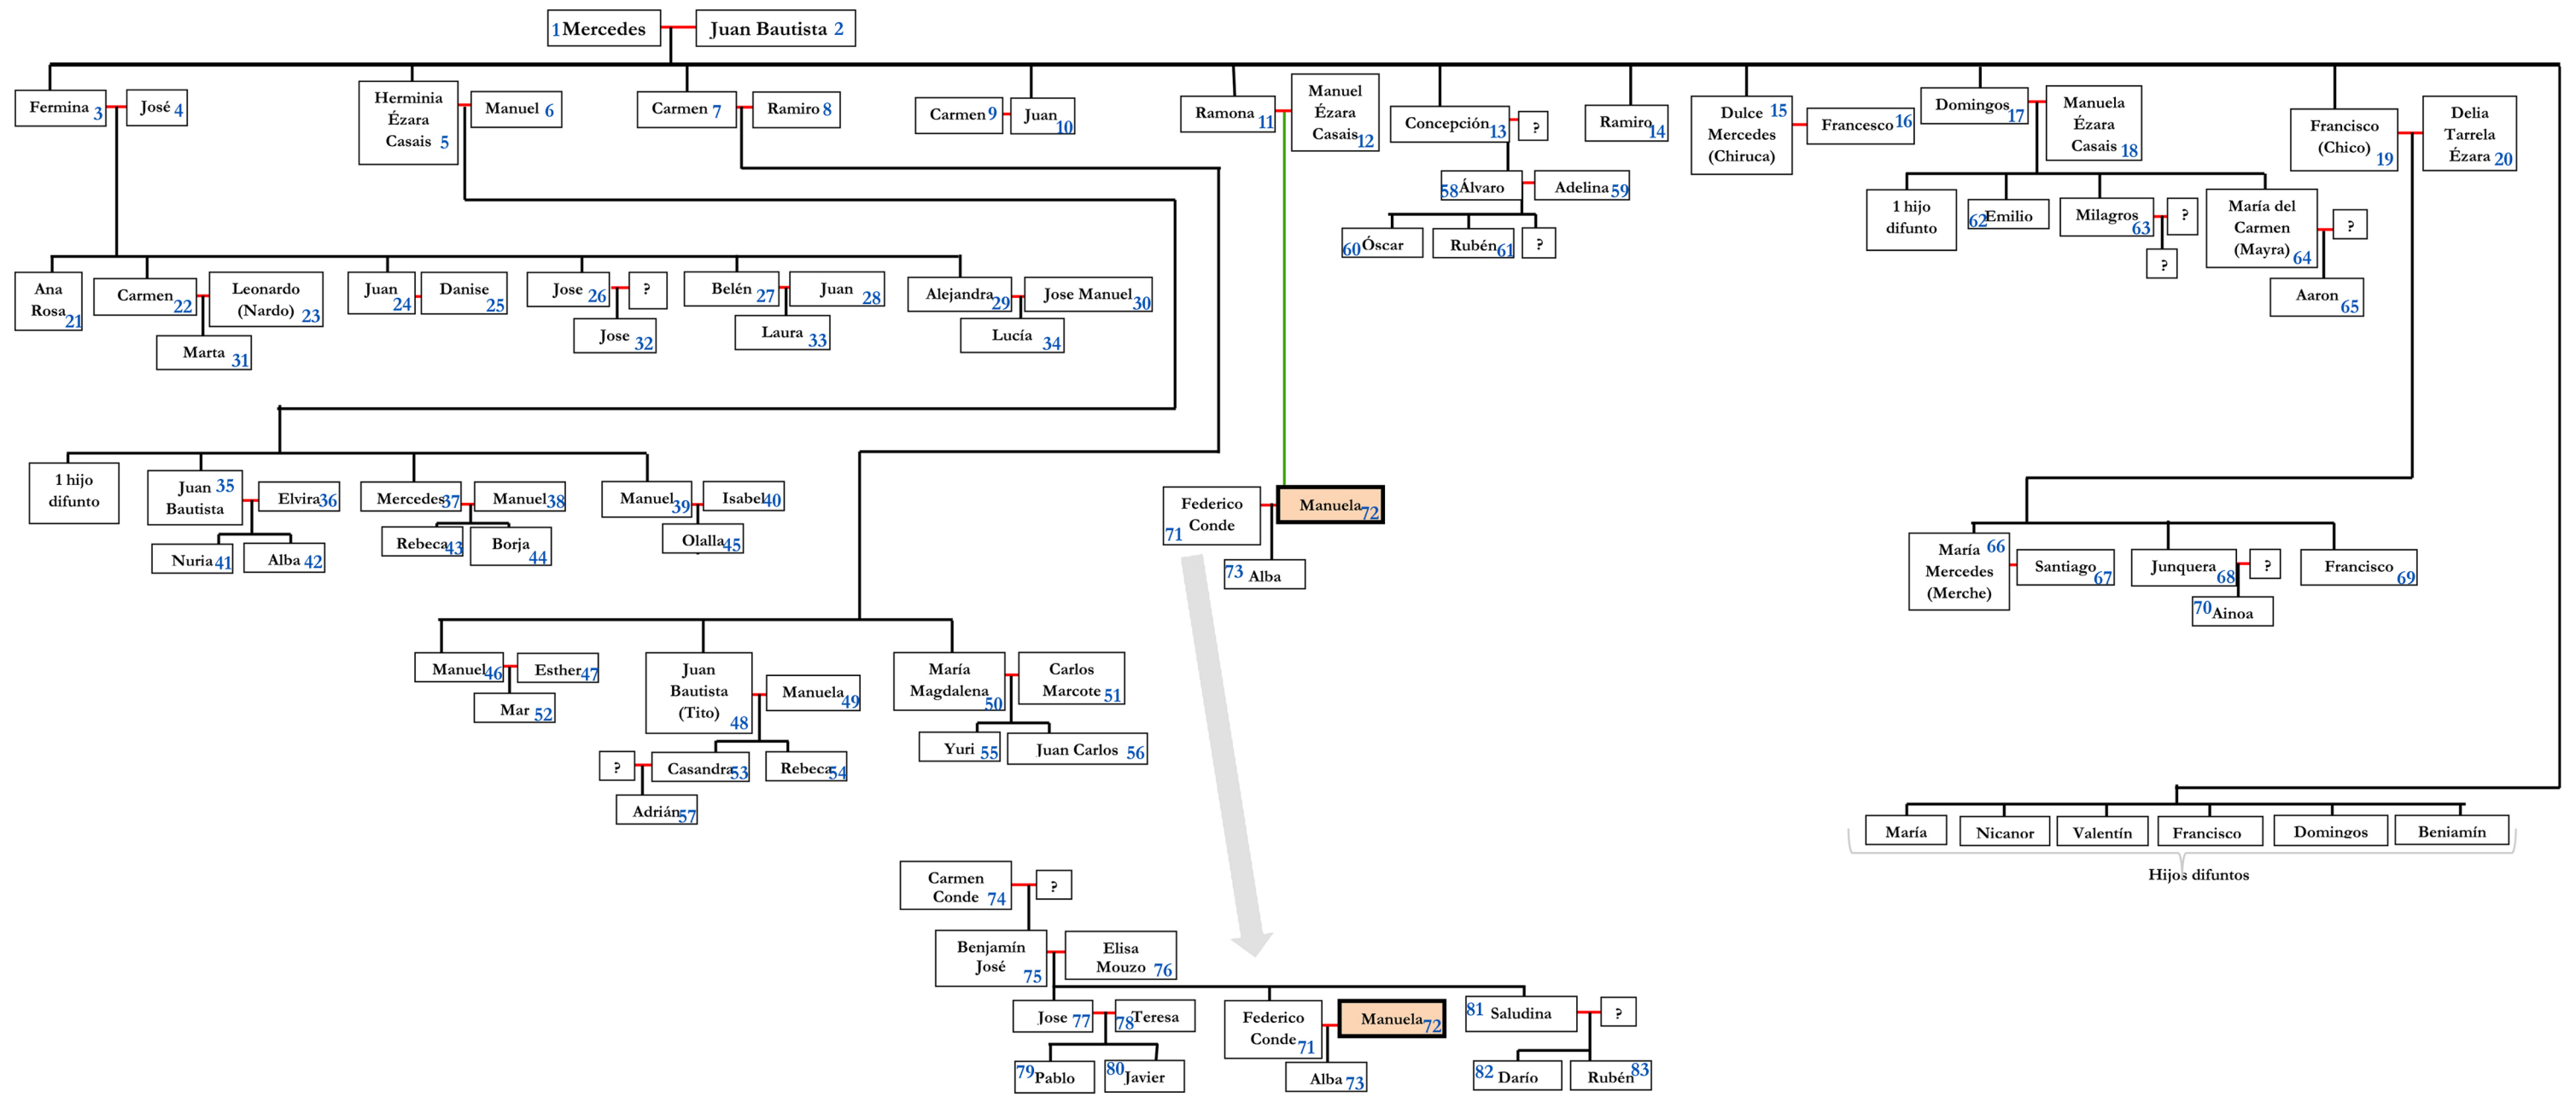 1 Mercedes
Juan Bautista 2
Fermina 3
José 4
Herminia
Ézara
Casais 5
Manuel 6
Carmen 7
Ramiro 8
Carmen 9
Juan
10
Ramona 11
Manuel
Ézara
Casais 12
Concepción 13
?
Ramiro 14
Dulce 15
Mercedes
(Chiruca)
Francesco 16
Domingos 17
Manuela
Ézara
Casais 18
Francisco
(Chico) 19
Delia
Tarrela
Ézara 20
58 Álvaro
Adelina 59
60 Óscar
Rubén 61
?
1 hijo
difunto
62 Emilio
Milagros
63
?
?
María del
Carmen
(Mayra) 64
?
Aaron
65
Ana
Rosa 21
Carmen 22
Leonardo
(Nardo) 23
Juan
24
Danise
25
Jose 26
?
Belén 27
Juan 28
Alejandra 29
Jose Manuel 30
Marta 31
Jose 32
Laura 33
Lucía 34
1 hijo
difunto
Juan 35
Bautista
Elvira 36
Mercedes 37
Manuel 38
Manuel 39
Isabel 40
Nuria 41
Alba 42
Rebeca 43
Borja
44
Olalla 45
Federico
Conde
71
Manuela 72
73 Alba
María 66
Mercedes
(Merche)
Santiago 67
Junquera 68
?
Francisco 69
70 Ainoa
Manuel 46
Esther 47
Mar 52
Juan
Bautista
(Tito) 48
Manuela 49
María
Magdalena 50
Carlos
Marcote 51
?
Casandra 53
Rebeca 54
Yuri 55
Juan Carlos 56
Adrián 57
María
Nicanor
Valentín
Francisco
Domingos
Beniamín
Hijos difuntos
Carmen
Conde 74
?
Benjamín
José 75
Elisa
Mouzo 76
Jose 77
78 Teresa
Federico
Conde 71
Manuela 72
81 Saludina
?
79 Pablo
80 Javier
Alba 73
82 Darío
Rubén 83